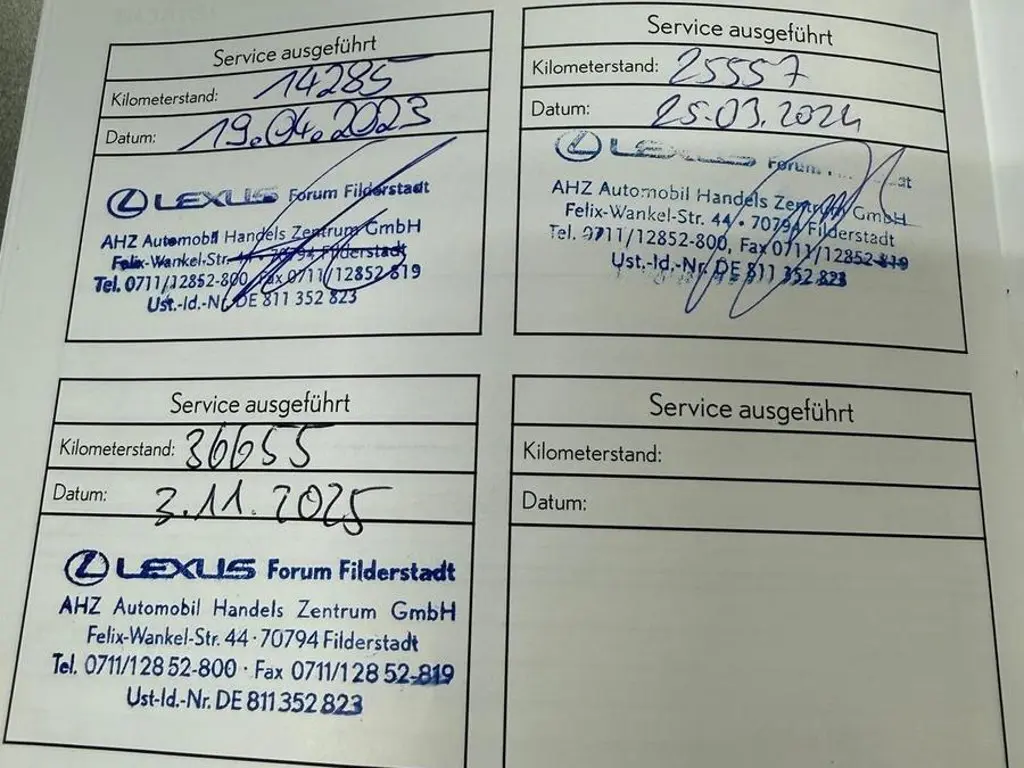 Service ausgeführt
Kilometerstand: 14285
Datum: 19.04.2023
LEXUS Forum Filderstadt
AHZ Automobil Handels Zentrum GmbH
Felix-Wankel-Str. 44 · 70794 Filderstadt
Tel. 0711/12852-800, Fax 0711/12852-819
Ust.-Id.-Nr. DE 811 352 823
Service ausgeführt
Kilometerstand: 25557
Datum: 25.03.2024
LEXUS Forum
AHZ Automobil Handels Zentrum GmbH
Felix-Wankel-Str. 44 · 70794 Filderstadt
Tel. 0711/12852-800, Fax 0711/12852-819
Ust.-Id.-Nr. DE 811 352 823
Service ausgeführt
Kilometerstand: 36655
Datum: 3.11.2025
LEXUS Forum Filderstadt
AHZ Automobil Handels Zentrum GmbH
Felix-Wankel-Str. 44 · 70794 Filderstadt
Tel. 0711/128 52-800 · Fax 0711/128 52-819
Ust-Id.-Nr. DE 811 352 823
Service ausgeführt
Kilometerstand:
Datum: